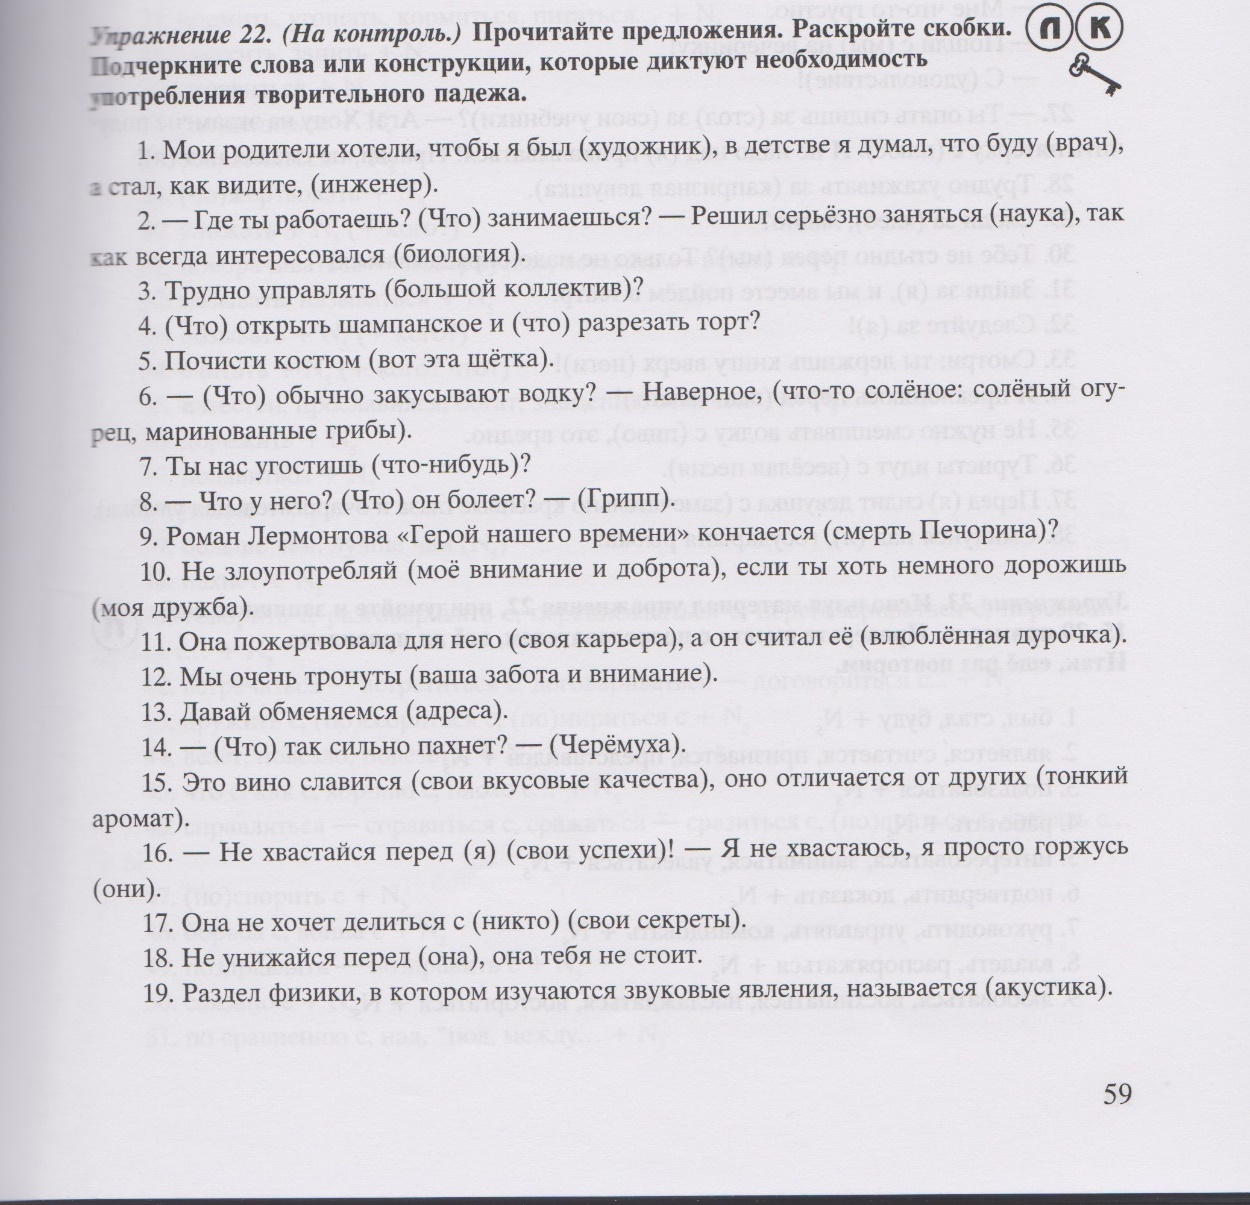 Упражнение 22. (На контроль.) Прочитайте предложения. Раскройте скобки. Л К
Подчеркните слова или конструкции, которые диктуют необходимость
употребления творительного падежа.
1. Мои родители хотели, чтобы я был (художник), в детстве я думал, что буду (врач),
а стал, как видите, (инженер).
2. — Где ты работаешь? (Что) занимаешься? — Решил серьёзно заняться (наука), так
как всегда интересовался (биология).
3. Трудно управлять (большой коллектив)?
4. (Что) открыть шампанское и (что) разрезать торт?
5. Почисти костюм (вот эта щётка).
6. — (Что) обычно закусывают водку? — Наверное, (что-то солёное: солёный огу-
рец, маринованные грибы).
7. Ты нас угостишь (что-нибудь)?
8. — Что у него? (Что) он болеет? — (Грипп).
9. Роман Лермонтова «Герой нашего времени» кончается (смерть Печорина)?
10. Не злоупотребляй (моё внимание и доброта), если ты хоть немного дорожишь
(моя дружба).
11. Она пожертвовала для него (своя карьера), а он считал её (влюблённая дурочка).
12. Мы очень тронуты (ваша забота и внимание).
13. Давай обменяемся (адреса).
14. — (Что) так сильно пахнет? — (Черёмуха).
15. Это вино славится (свои вкусовые качества), оно отличается от других (тонкий
аромат).
16. — Не хвастайся перед (я) (свои успехи)! — Я не хвастаюсь, я просто горжусь
(они).
17. Она не хочет делиться с (никто) (свои секреты).
18. Не унижайся перед (она), она тебя не стоит.
19. Раздел физики, в котором изучаются звуковые явления, называется (акустика).
59